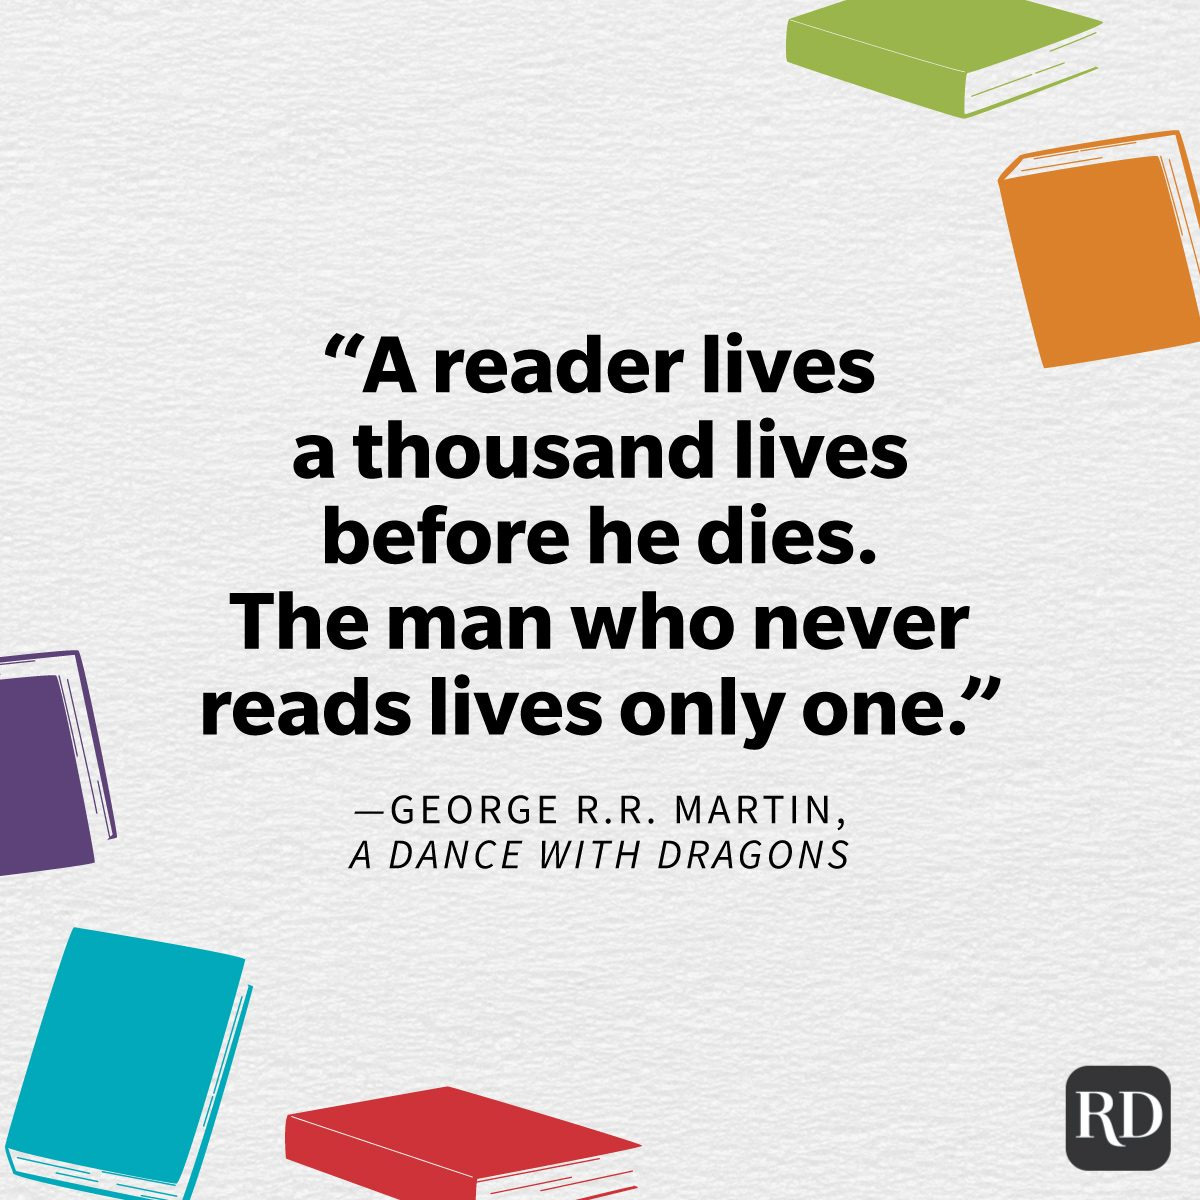 “A reader lives
a thousand lives
before he dies.
The man who never
reads lives only one.”
—GEORGE R.R. MARTIN,
A DANCE WITH DRAGONS
RD